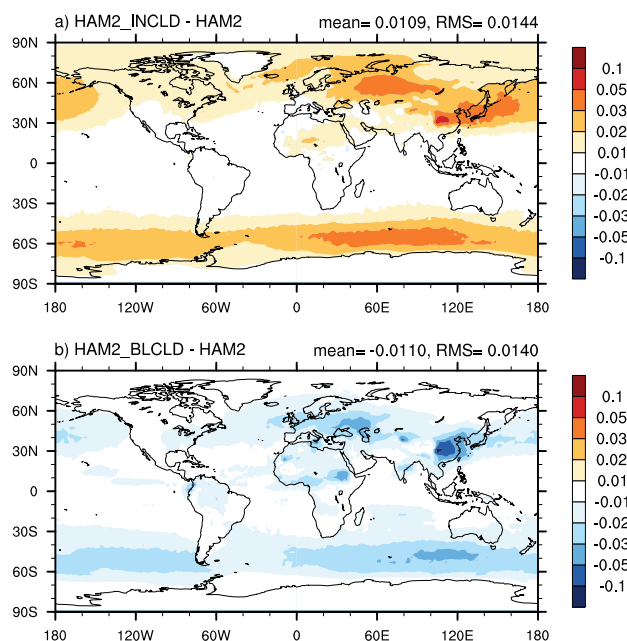 a) HAM2_INCLD - HAM2 mean= 0.0109, RMS= 0.0144
90N
60N
30N
0
30S
60S
90S
180 120W 60W 0 60E 120E 180
0.1
0.05
0.03
0.02
0.01
-0.01
-0.02
-0.03
-0.05
-0.1
b) HAM2_BLCLD - HAM2 mean= -0.0110, RMS= 0.0140
90N
60N
30N
0
30S
60S
90S
180 120W 60W 0 60E 120E 180
0.1
0.05
0.03
0.02
0.01
-0.01
-0.02
-0.03
-0.05
-0.1